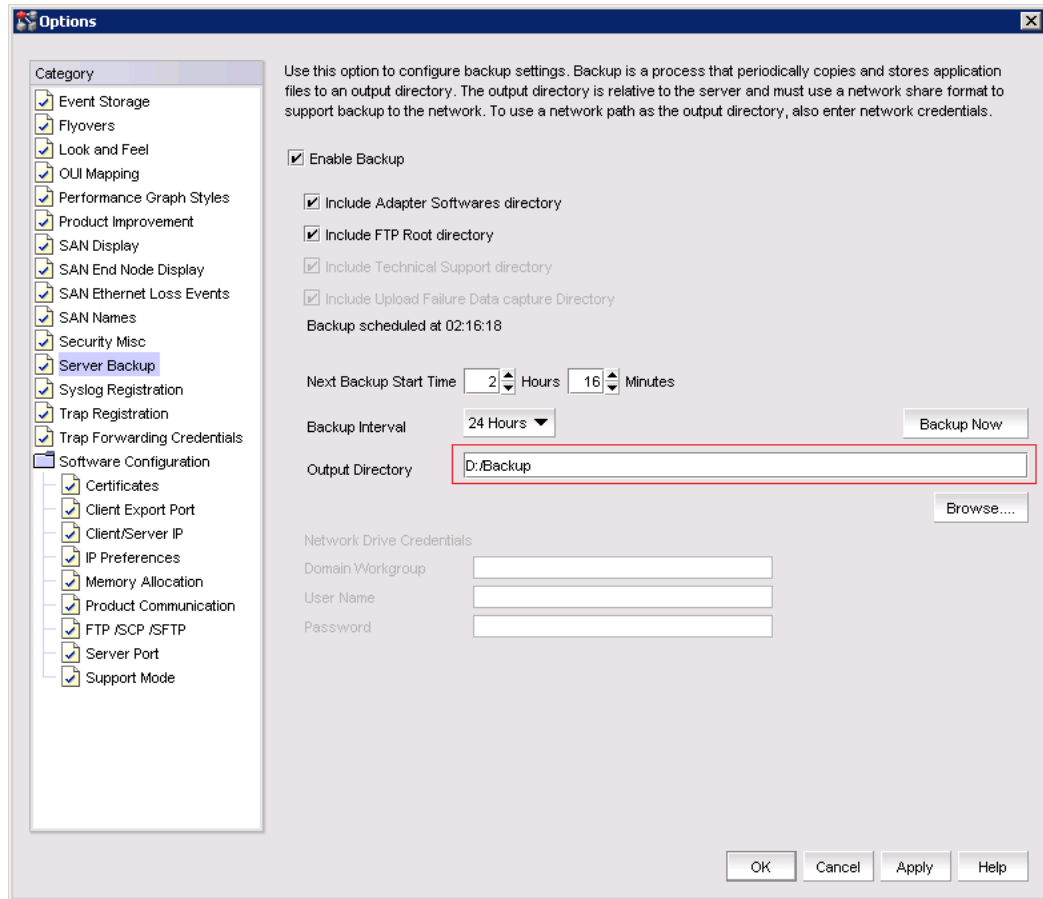 Options
Category
Event Storage
Flyovers
Look and Feel
OUI Mapping
Performance Graph Styles
Product Improvement
SAN Display
SAN End Node Display
SAN Ethernet Loss Events
SAN Names
Security Misc
Server Backup
Syslog Registration
Trap Registration
Trap Forwarding Credentials
Software Configuration
Certificates
Client Export Port
Client/Server IP
IP Preferences
Memory Allocation
Product Communication
FTP /SCP /SFTP
Server Port
Support Mode
Use this option to configure backup settings. Backup is a process that periodically copies and stores application
files to an output directory. The output directory is relative to the server and must use a network share format to
support backup to the network. To use a network path as the output directory, also enter network credentials.
Enable Backup
Include Adapter Softwares directory
Include FTP Root directory
Include Technical Support directory
Include Upload Failure Data capture Directory
Backup scheduled at 02:16:18
Next Backup Start Time 2 Hours 16 Minutes
Backup Interval 24 Hours Backup Now
Output Directory D:/Backup
Browse....
Network Drive Credentials
Domain Workgroup
User Name
Password
OK Cancel Apply Help